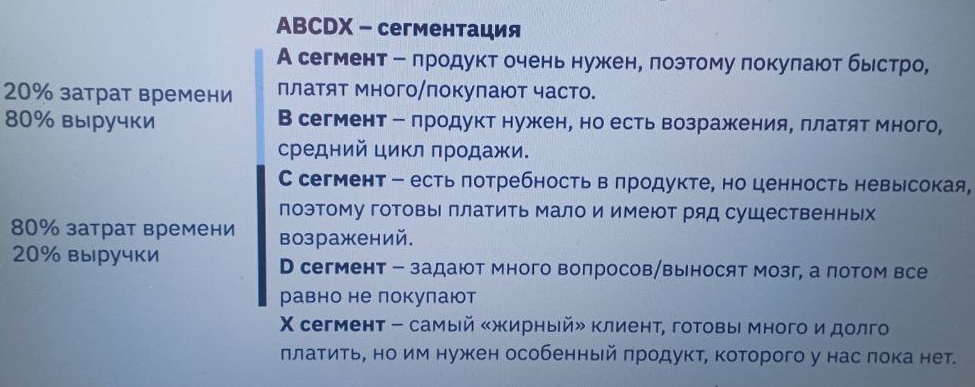 ABCDX – сегментация
А сегмент – продукт очень нужен, поэтому покупают быстро,
платят много/покупают часто.
20% затрат времени
80% выручки
В сегмент – продукт нужен, но есть возражения, платят много,
средний цикл продажи.
С сегмент – есть потребность в продукте, но ценность невысокая,
поэтому готовы платить мало и имеют ряд существенных
возражений.
80% затрат времени
20% выручки
D сегмент – задают много вопросов/выносят мозг, а потом все
равно не покупают
X сегмент – самый «жирный» клиент, готовы много и долго
платить, но им нужен особенный продукт, которого у нас пока нет.